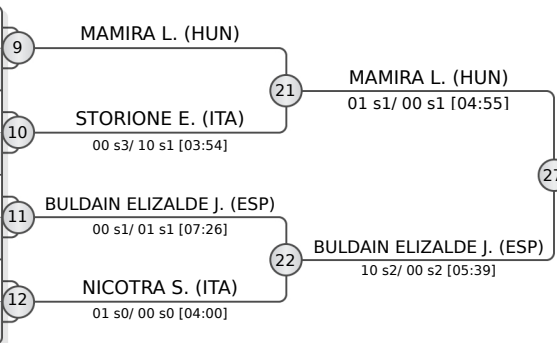 9
MAMIRA L. (HUN)
21
MAMIRA L. (HUN)
01 s1/ 00 s1 [04:55]
10
STORIONE E. (ITA)
00 s3/ 10 s1 [03:54]
27
11
BULDAIN ELIZALDE J. (ESP)
00 s1/ 01 s1 [07:26]
22
BULDAIN ELIZALDE J. (ESP)
10 s2/ 00 s2 [05:39]
12
NICOTRA S. (ITA)
01 s0/ 00 s0 [04:00]